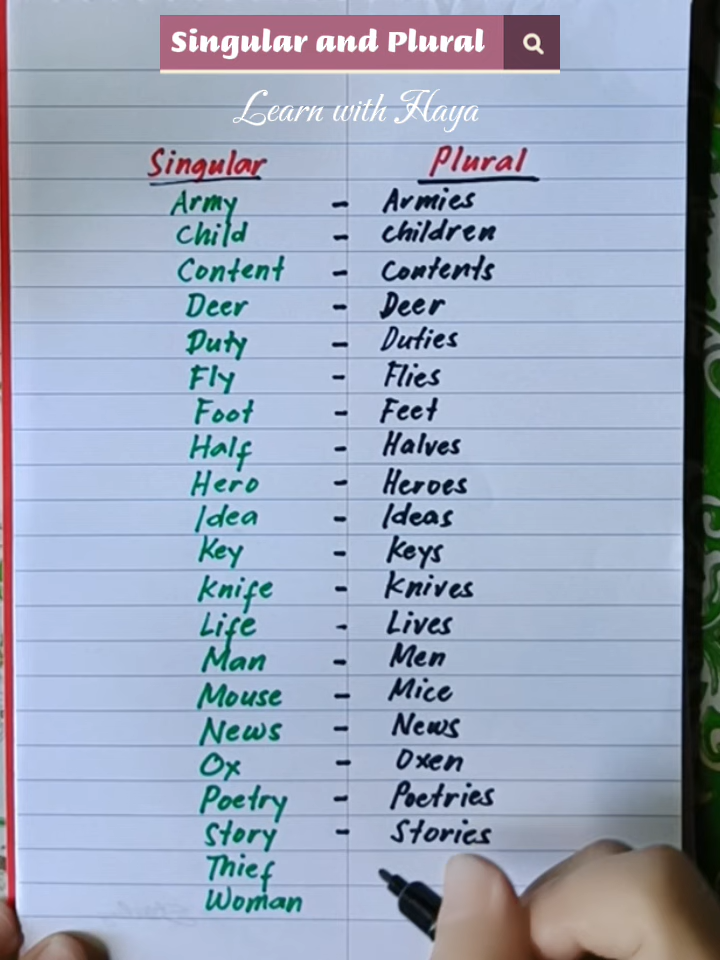 Singular and Plural
Learn with Haya
Singular Plural
Army - Armies
Child - children
Content - Contents
Deer - Deer
Duty - Duties
Fly - Flies
Foot - Feet
Half - Halves
Hero - Heroes
Idea - Ideas
Key - Keys
Knife - Knives
Life - Lives
Man - Men
Mouse - Mice
News - News
Ox - Oxen
Poetry - Poetries
Story - Stories
Thief
Woman